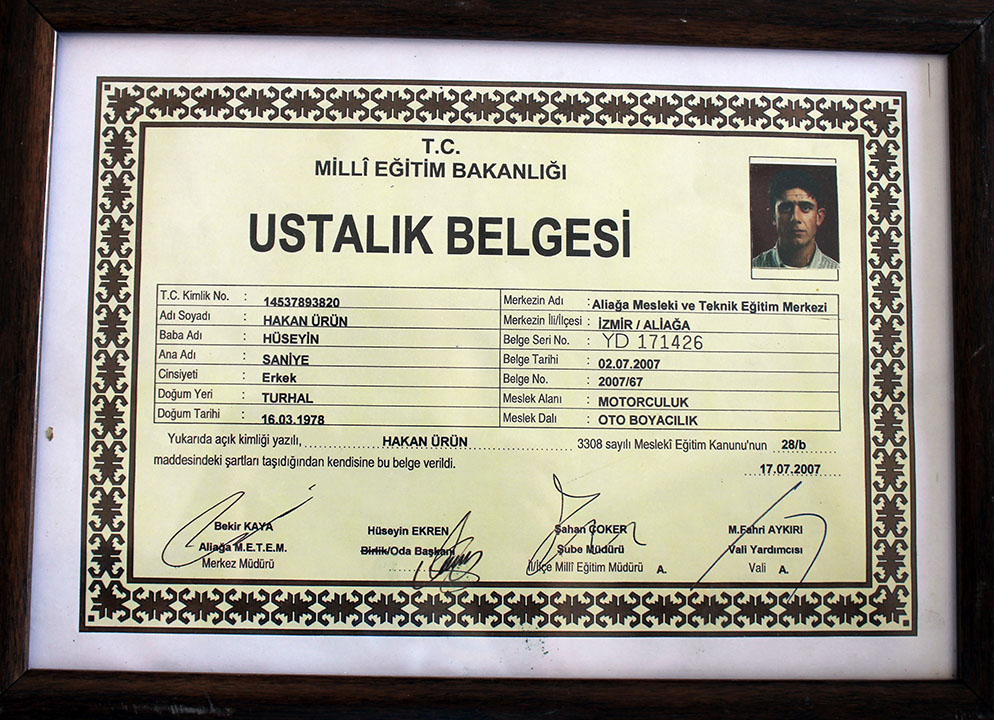 T.C.
MİLLÎ EĞİTİM BAKANLIĞI
USTALIK BELGESİ
T.C. Kimlik No. : 14537893820
Adı Soyadı : HAKAN ÜRÜN
Baba Adı : HÜSEYİN
Ana Adı : SANİYE
Cinsiyeti : Erkek
Doğum Yeri : TURHAL
Doğum Tarihi : 16.03.1978
Merkezin Adı : Aliağa Mesleki ve Teknik Eğitim Merkezi
Merkezin İli/İlçesi : İZMİR / ALİAĞA
Belge Seri No. : YD 171426
Belge Tarihi : 02.07.2007
Belge No. : 2007/67
Meslek Alanı : MOTORCULUK
Meslek Dalı : OTO BOYACILIK
Yukarıda açık kimliği yazılı, HAKAN ÜRÜN 3308 sayılı Meslekî Eğitim Kanunu'nun 28/b
maddesindeki şartları taşıdığından kendisine bu belge verildi.
17.07.2007
Bekir KAYA
Aliağa M.E.T.E.M.
Merkez Müdürü
Hüseyin EKREN
Birlik/Oda Başkanı
Şahan ÇOKER
Şube Müdürü
İl/İlçe Millî Eğitim Müdürü A.
M.Fahri AYKIRI
Vali Yardımcısı
Vali A.